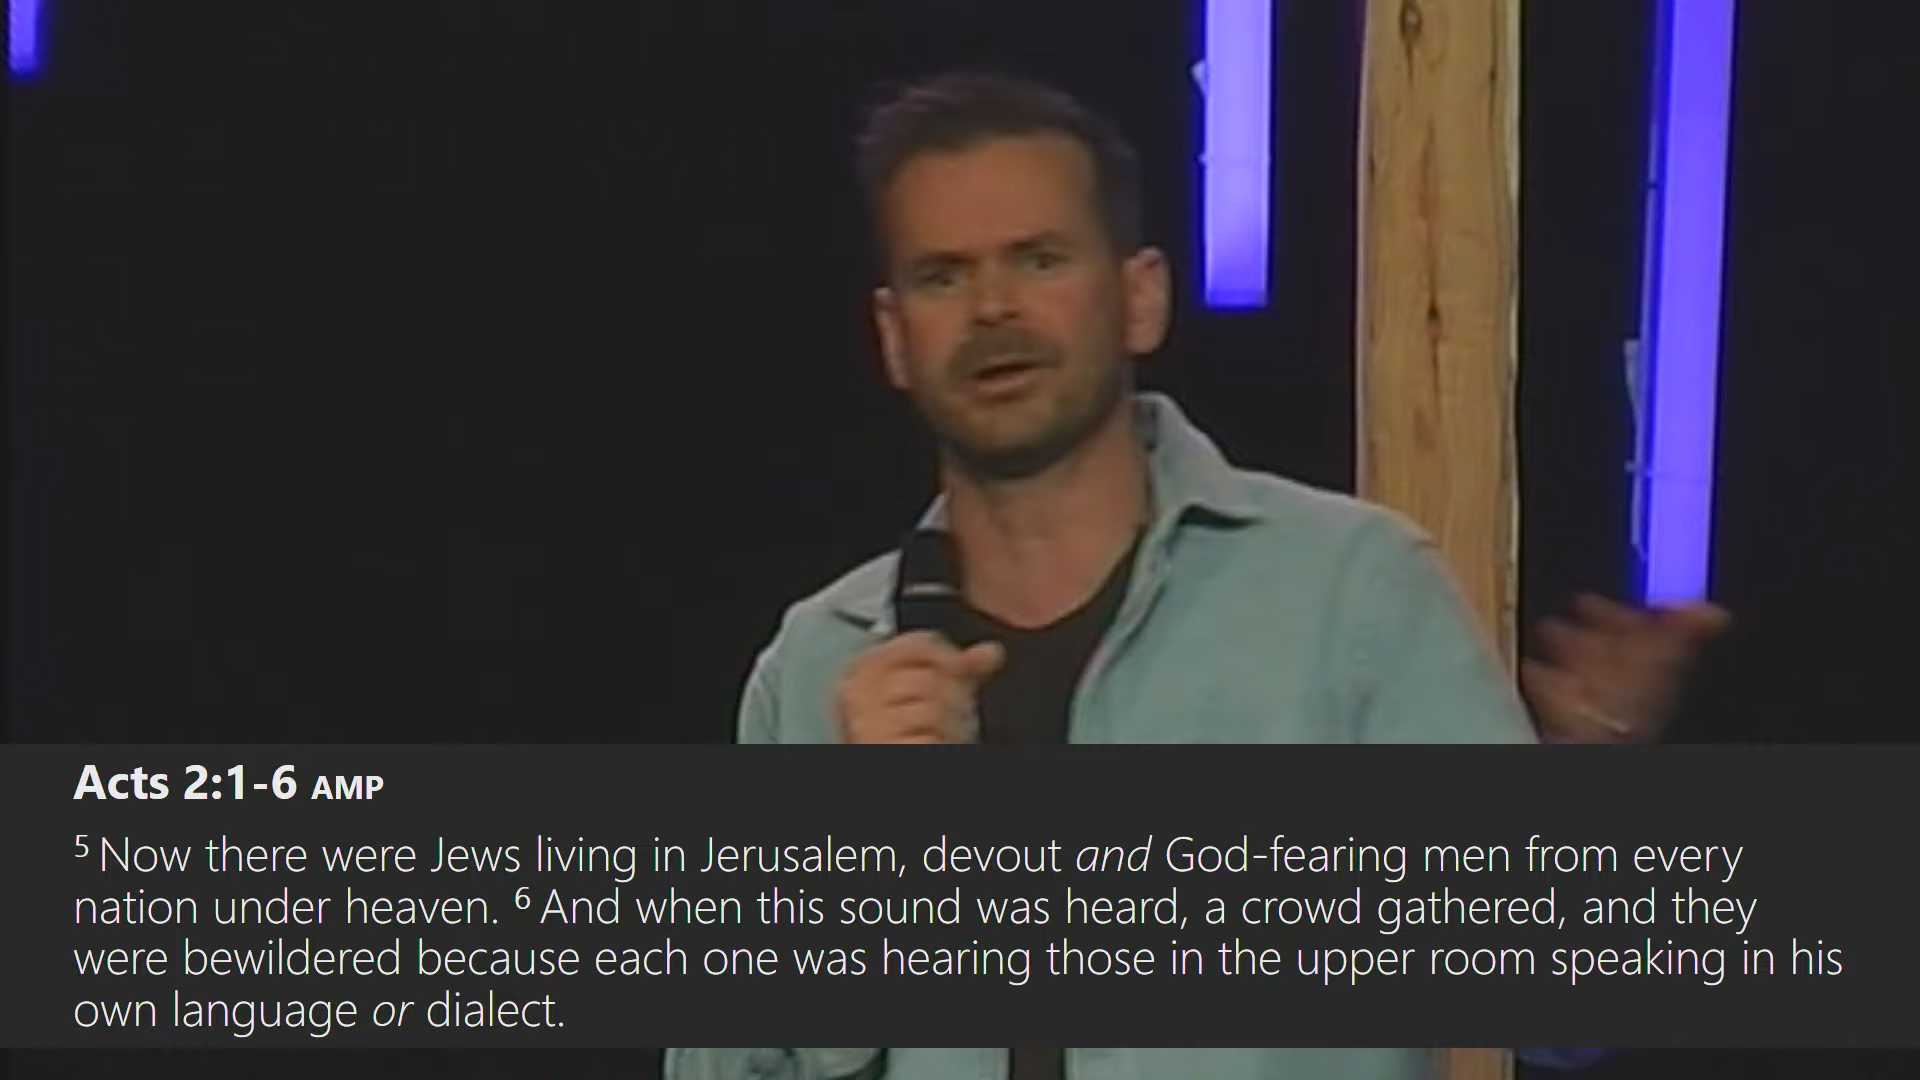 Acts 2:1-6 AMP
5 Now there were Jews living in Jerusalem, devout and God-fearing men from every
nation under heaven. 6 And when this sound was heard, a crowd gathered, and they
were bewildered because each one was hearing those in the upper room speaking in his
own language or dialect.